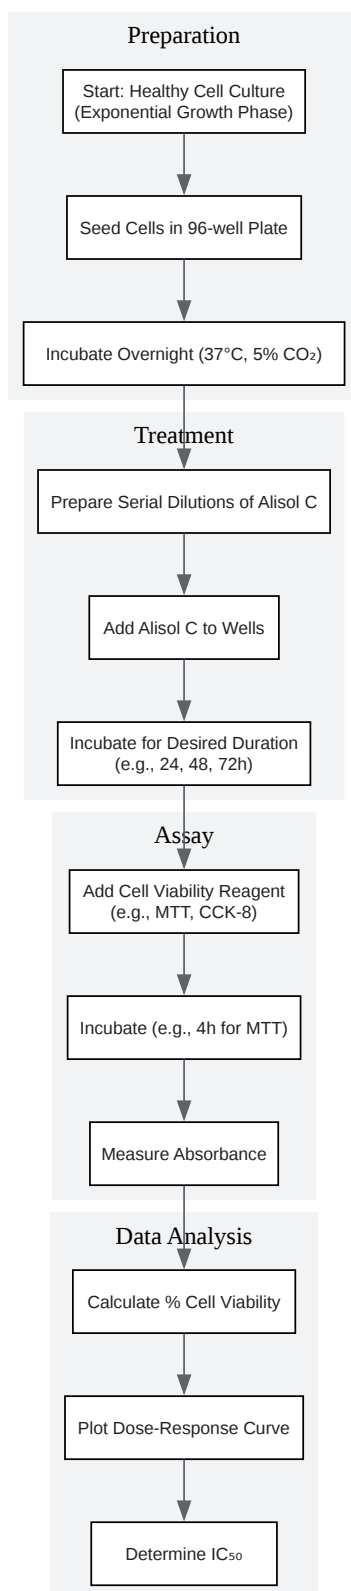 Preparation
Start: Healthy Cell Culture
(Exponential Growth Phase)
Seed Cells in 96-well Plate
Incubate Overnight (37°C, 5% CO₂)
Treatment
Prepare Serial Dilutions of Alisol C
Add Alisol C to Wells
Incubate for Desired Duration
(e.g., 24, 48, 72h)
Assay
Add Cell Viability Reagent
(e.g., MTT, CCK-8)
Incubate (e.g., 4h for MTT)
Measure Absorbance
Data Analysis
Calculate % Cell Viability
Plot Dose-Response Curve
Determine IC₅₀